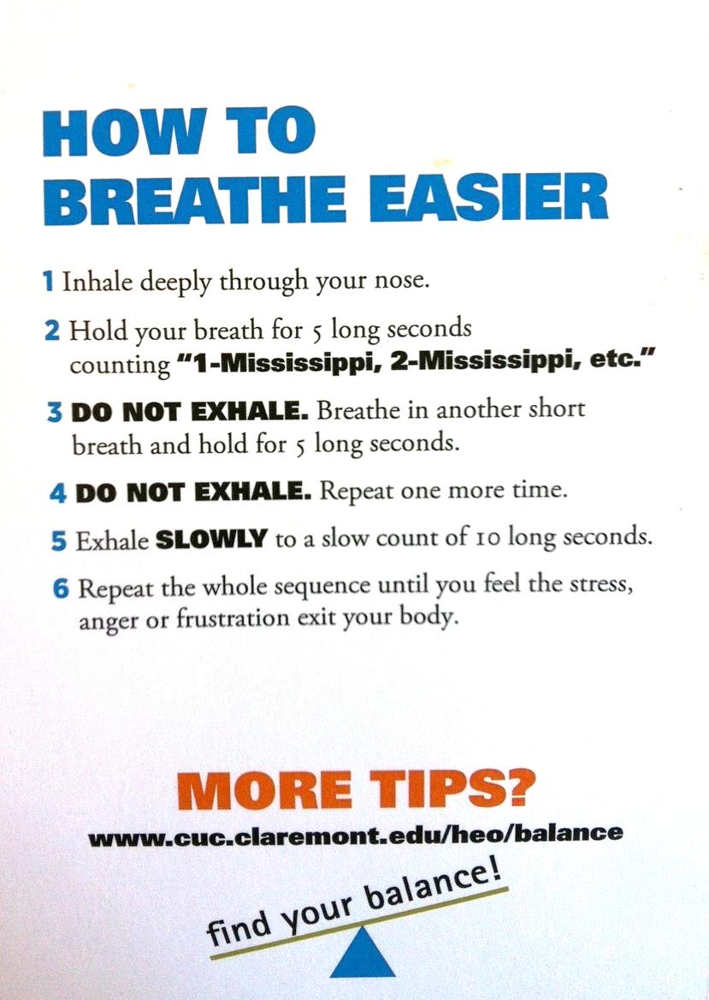 HOW TO
BREATHE EASIER
1 Inhale deeply through your nose.
2 Hold your breath for 5 long seconds
counting "1-Mississippi, 2-Mississippi, etc."
3 DO NOT EXHALE. Breathe in another short
breath and hold for 5 long seconds.
4 DO NOT EXHALE. Repeat one more time.
5 Exhale SLOWLY to a slow count of 10 long seconds.
6 Repeat the whole sequence until you feel the stress,
anger or frustration exit your body.
MORE TIPS?
www.cuc.claremont.edu/heo/balance
find your balance!